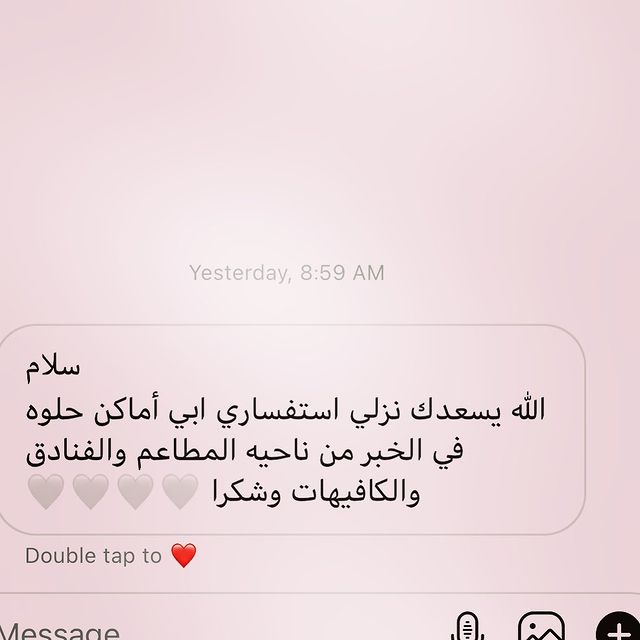 Yesterday, 8:59 AM
سلام
الله يسعدك نزلي استفساري ابي أماكن حلوه
في الخبر من ناحيه المطاعم والفنادق
والكافيهات وشكرا 🤍🤍🤍🤍
Double tap to ❤️
Message